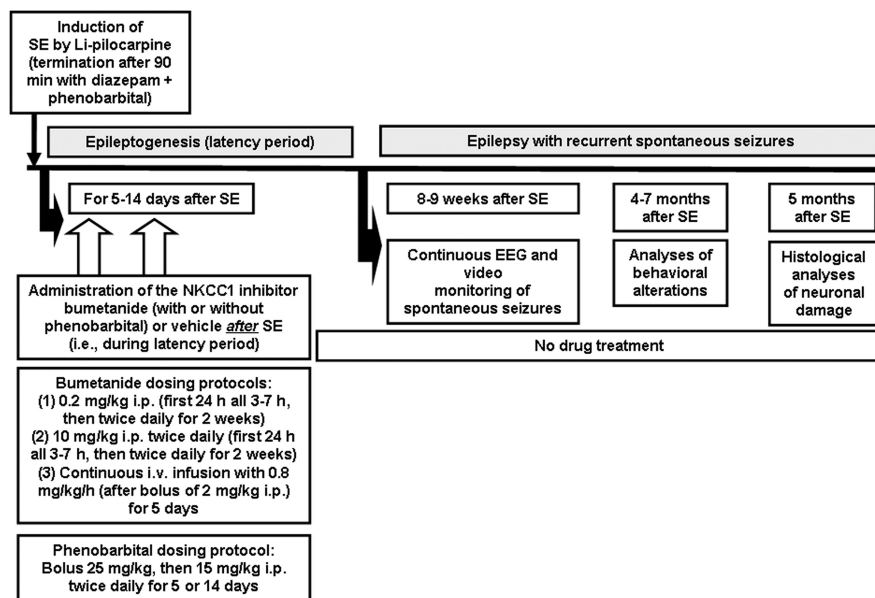 Induction of
SE by Li-pilocarpine
(termination after 90
min with diazepam +
phenobarbital)
Epileptogenesis (latency period)
Epilepsy with recurrent spontaneous seizures
For 5-14 days after SE
8-9 weeks after SE
4-7 months
after SE
5 months
after SE
Continuous EEG and
video
monitoring of
spontaneous seizures
Analyses of
behavioral
alterations
Histological
analyses
of neuronal
damage
Administration of the NKCC1 inhibitor
bumetanide (with or without
phenobarbital) or vehicle after SE
(i.e., during latency period)
No drug treatment
Bumetanide dosing protocols:
(1) 0.2 mg/kg i.p. (first 24 h all 3-7 h,
then twice daily for 2 weeks)
(2) 10 mg/kg i.p. twice daily (first 24 h
all 3-7 h, then twice daily for 2 weeks)
(3) Continuous i.v. infusion with 0.8
mg/kg/h (after bolus of 2 mg/kg i.p.)
for 5 days
Phenobarbital dosing protocol:
Bolus 25 mg/kg, then 15 mg/kg i.p.
twice daily for 5 or 14 days